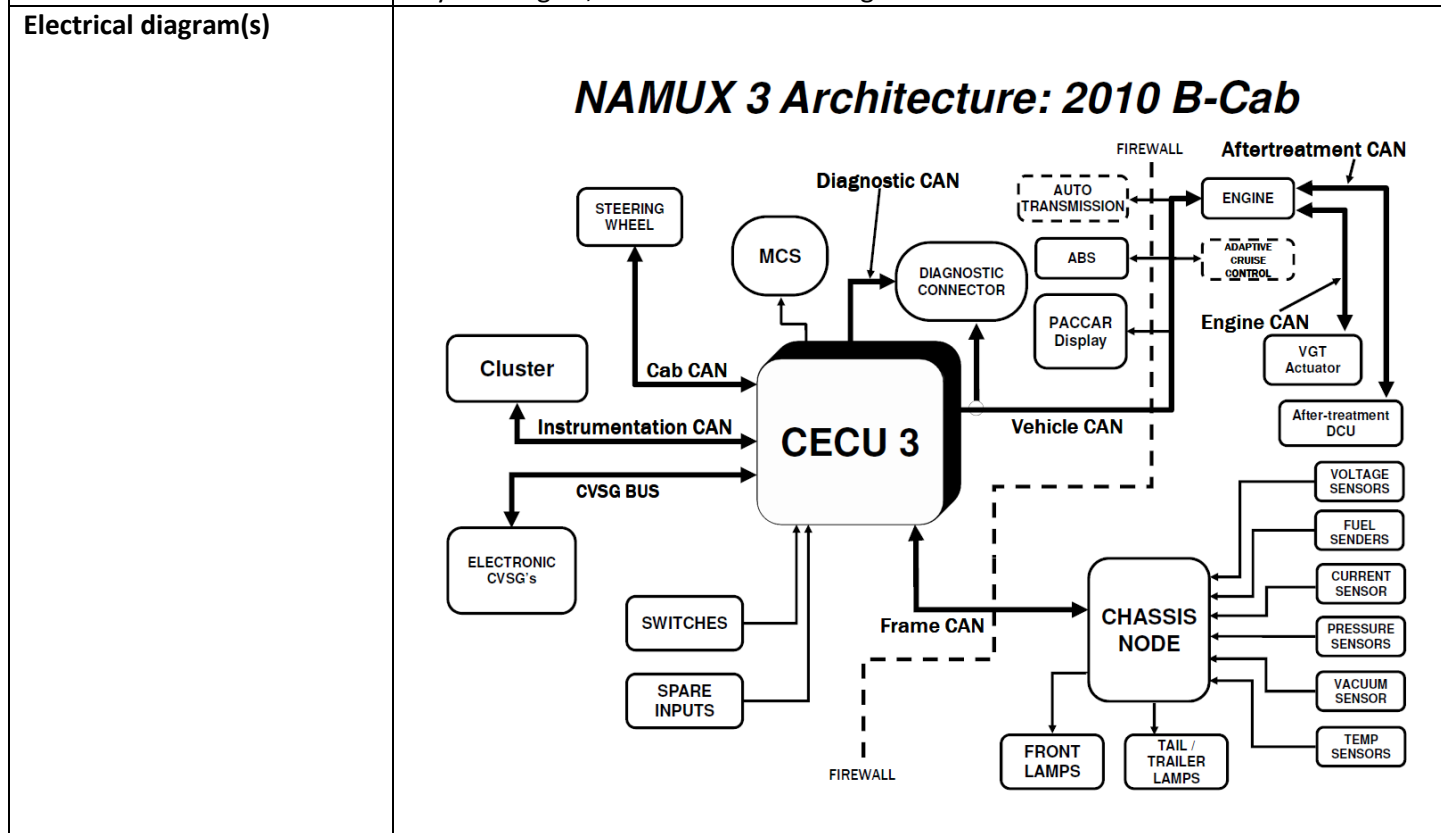 Electrical diagram(s)
NAMUX 3 Architecture: 2010 B-Cab
FIREWALL
Aftertreatment CAN
Diagnostic CAN
AUTO
TRANSMISSION
ENGINE
STEERING
WHEEL
MCS
DIAGNOSTIC
CONNECTOR
ABS
ADAPTIVE
CRUISE
CONTROL
PACCAR
Display
Engine CAN
VGT
Actuator
Cluster
Cab CAN
Instrumentation CAN
CECU 3
Vehicle CAN
After-treatment
DCU
CVSG BUS
VOLTAGE
SENSORS
FUEL
SENDERS
ELECTRONIC
CVSG's
CURRENT
SENSOR
SWITCHES
Frame CAN
CHASSIS
NODE
PRESSURE
SENSORS
SPARE
INPUTS
VACUUM
SENSOR
TEMP
SENSORS
FRONT
LAMPS
TAIL /
TRAILER
LAMPS
FIREWALL